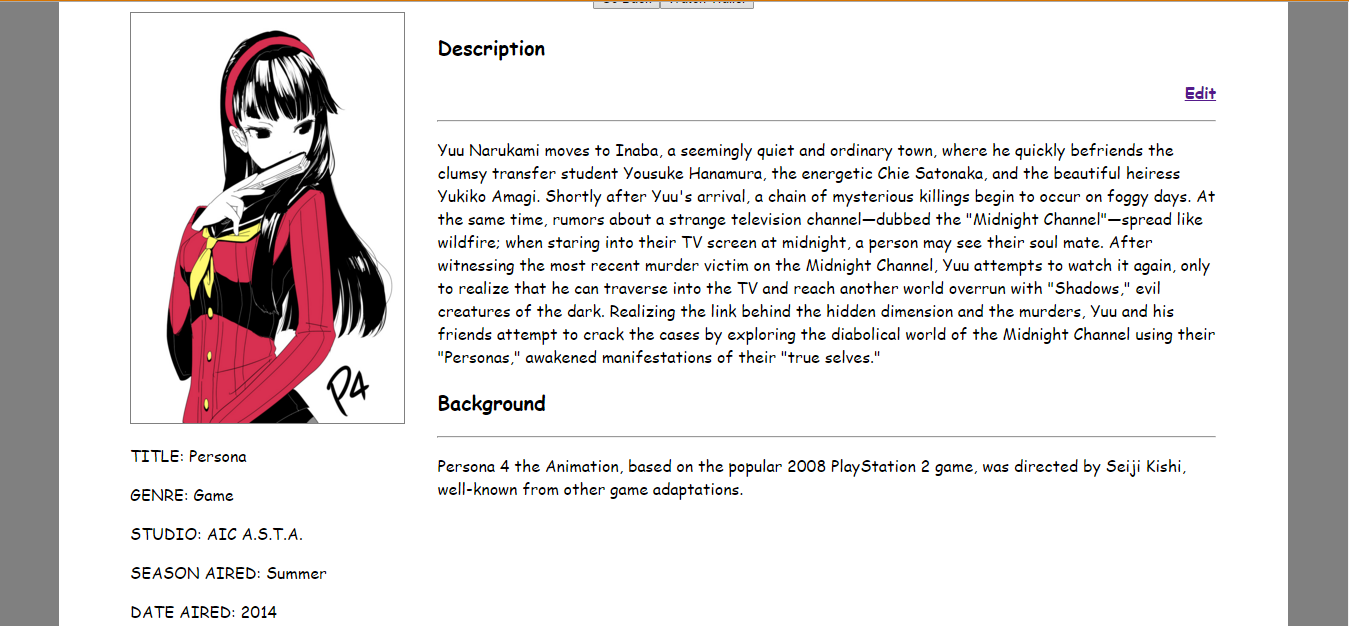 Description
Edit
Yuu Narukami moves to Inaba, a seemingly quiet and ordinary town, where he quickly befriends the
clumsy transfer student Yousuke Hanamura, the energetic Chie Satonaka, and the beautiful heiress
Yukiko Amagi. Shortly after Yuu's arrival, a chain of mysterious killings begin to occur on foggy days. At
the same time, rumors about a strange television channel—dubbed the "Midnight Channel"—spread like
wildfire; when staring into their TV screen at midnight, a person may see their soul mate. After
witnessing the most recent murder victim on the Midnight Channel, Yuu attempts to watch it again, only
to realize that he can traverse into the TV and reach another world overrun with "Shadows," evil
creatures of the dark. Realizing the link behind the hidden dimension and the murders, Yuu and his
friends attempt to crack the cases by exploring the diabolical world of the Midnight Channel using their
"Personas," awakened manifestations of their "true selves."
Background
Persona 4 the Animation, based on the popular 2008 PlayStation 2 game, was directed by Seiji Kishi,
well-known from other game adaptations.
P4
TITLE: Persona
GENRE: Game
STUDIO: AIC A.S.T.A.
SEASON AIRED: Summer
DATE AIRED: 2014